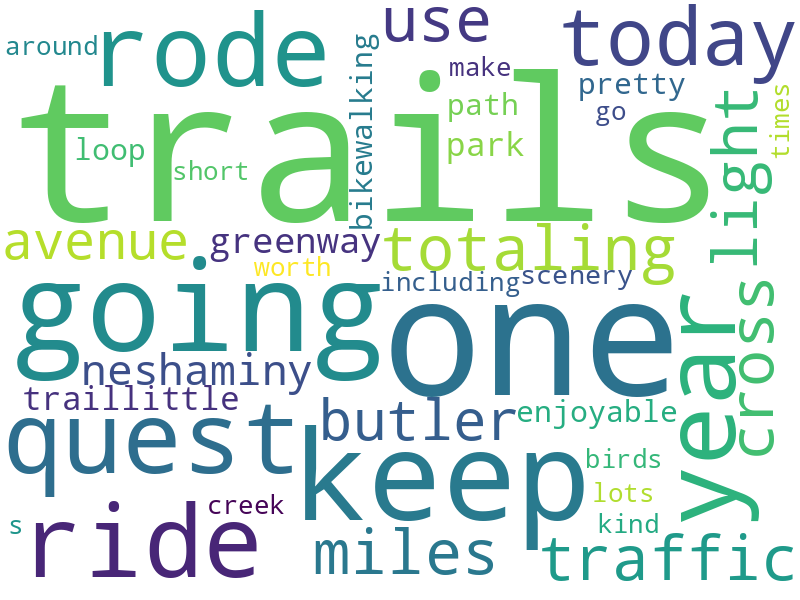 around
rode
use
today
make
pretty
trails
bikewalking
path
go
times
loop
short
park
light
avenue
greenway
totaling
worth
going
including
scenery
one
year
cross
neshaminy
traillittle
quest
butler
enjoyable
keep
birds
ride
creek
lots
s
miles
kind
traffic